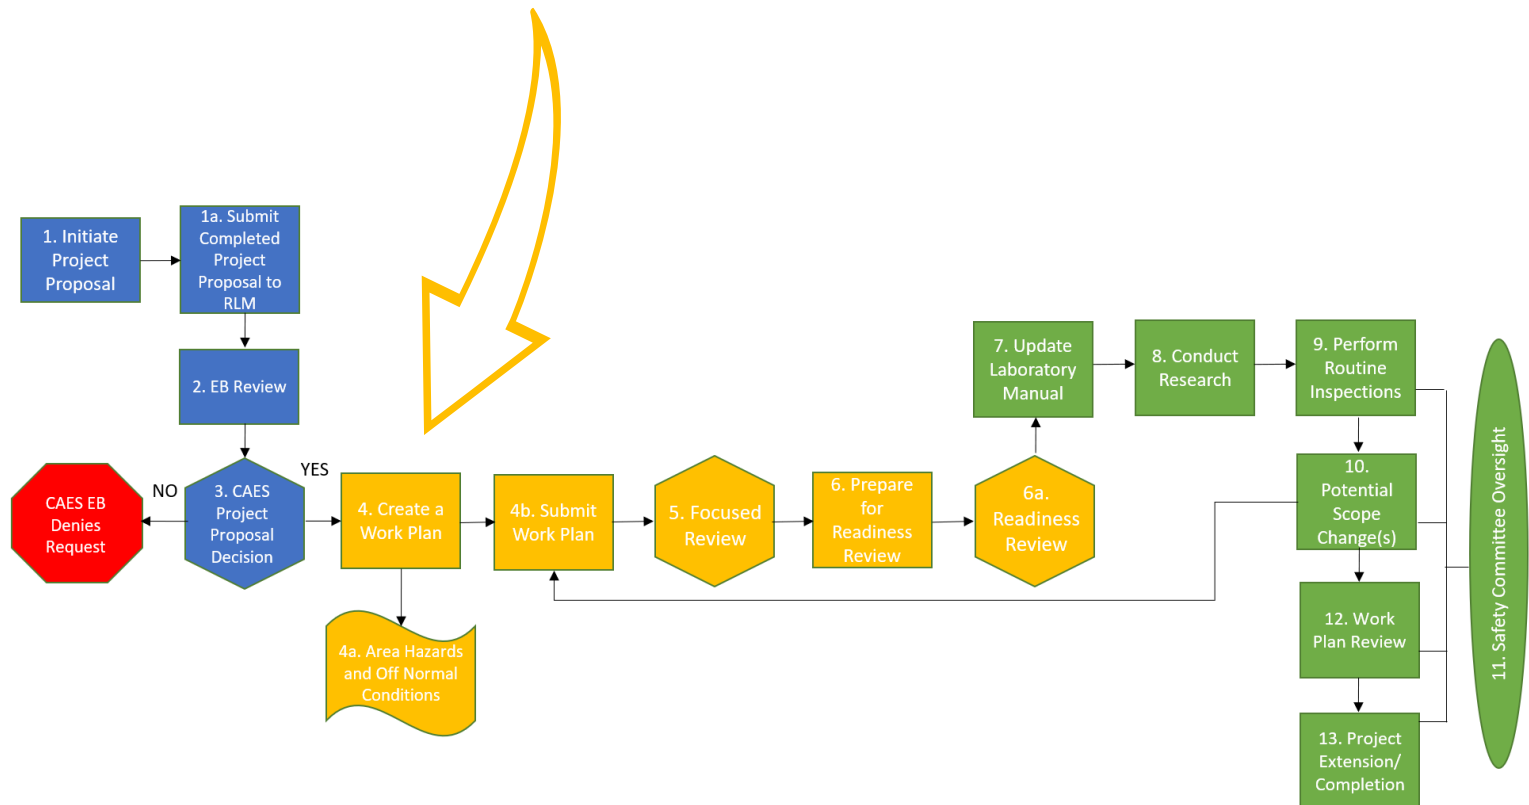 1. Initiate
Project
Proposal
1a. Submit
Completed
Project
Proposal to
RLM
2. EB Review
3. CAES
Project
Proposal
Decision
NO
YES
CAES EB
Denies
Request
4. Create a
Work Plan
4a. Area Hazards
and Off Normal
Conditions
4b. Submit
Work Plan
5. Focused
Review
6. Prepare
for
Readiness
Review
6a.
Readiness
Review
7. Update
Laboratory
Manual
8. Conduct
Research
9. Perform
Routine
Inspections
10.
Potential
Scope
Change(s)
11. Safety Committee Oversight
12. Work
Plan Review
13. Project
Extension/
Completion